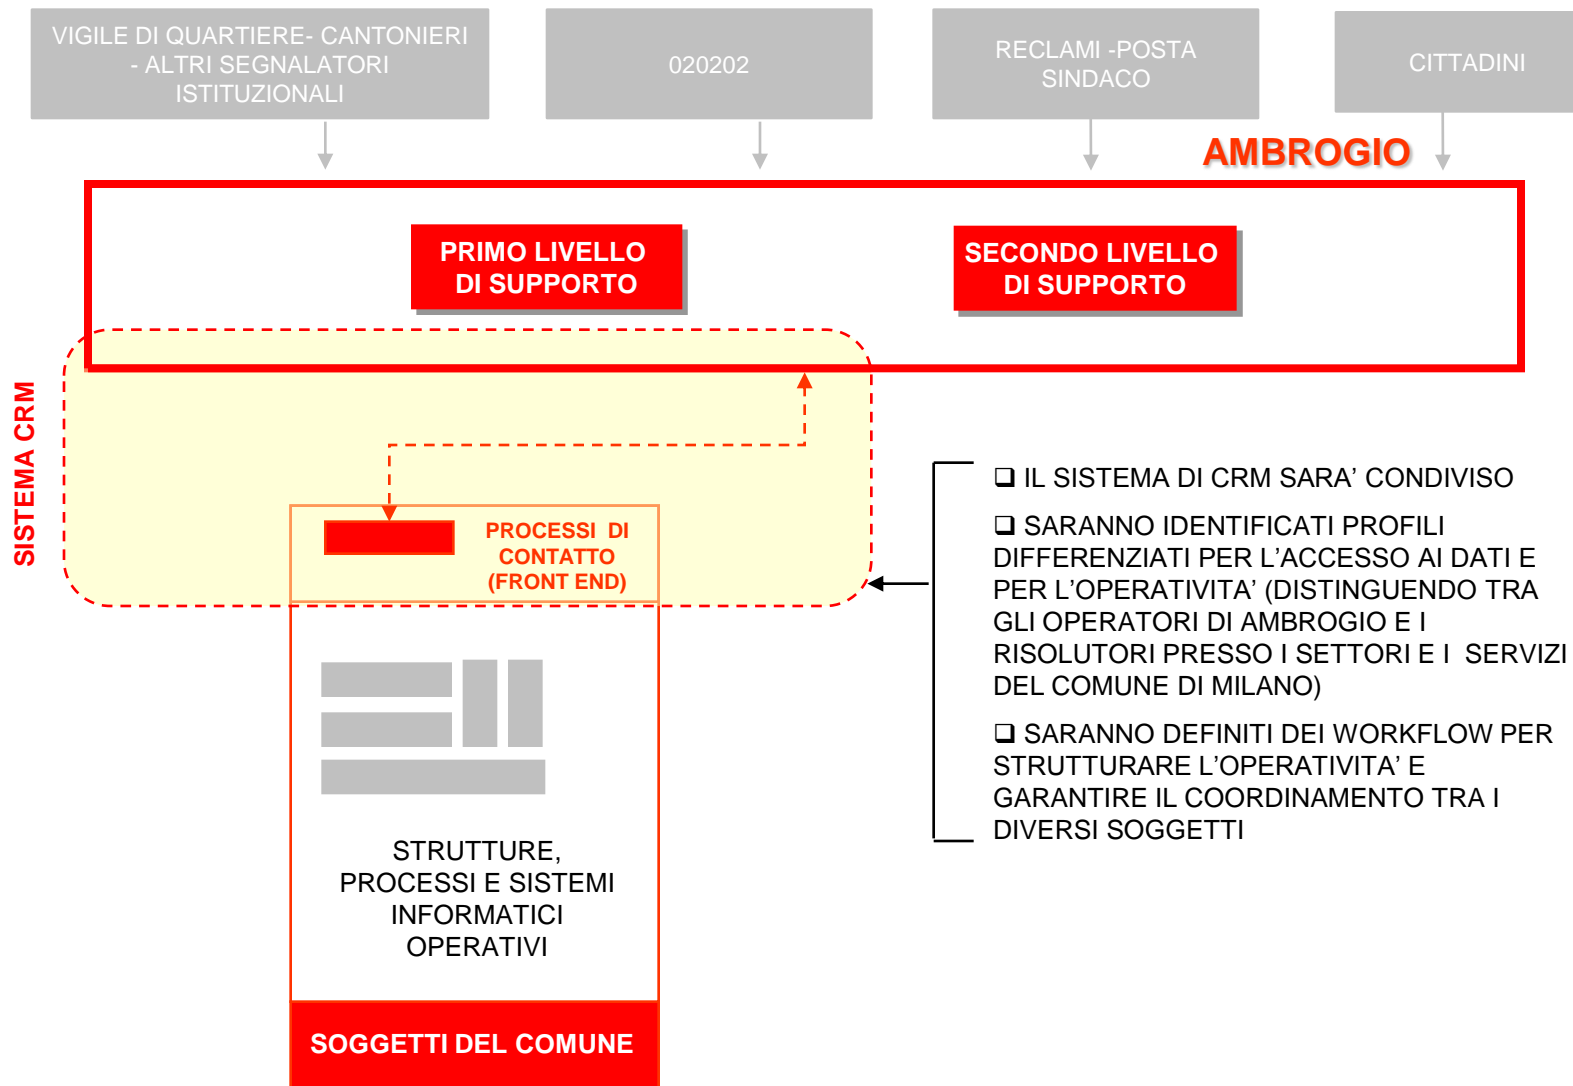 VIGILE DI QUARTIERE- CANTONIERI
- ALTRI SEGNALATORI
ISTITUZIONALI
020202
RECLAMI -POSTA
SINDACO
CITTADINI
AMBROGIO
PRIMO LIVELLO
DI SUPPORTO
SECONDO LIVELLO
DI SUPPORTO
SISTEMA CRM
PROCESSI DI
CONTATTO
(FRONT END)
❑ IL SISTEMA DI CRM SARA’ CONDIVISO
❑ SARANNO IDENTIFICATI PROFILI
DIFFERENZIATI PER L’ACCESSO AI DATI E
PER L’OPERATIVITA’ (DISTINGUENDO TRA
GLI OPERATORI DI AMBROGIO E I
RISOLUTORI PRESSO I SETTORI E I SERVIZI
DEL COMUNE DI MILANO)
❑ SARANNO DEFINITI DEI WORKFLOW PER
STRUTTURARE L’OPERATIVITA’ E
GARANTIRE IL COORDINAMENTO TRA I
DIVERSI SOGGETTI
STRUTTURE,
PROCESSI E SISTEMI
INFORMATICI
OPERATIVI
SOGGETTI DEL COMUNE